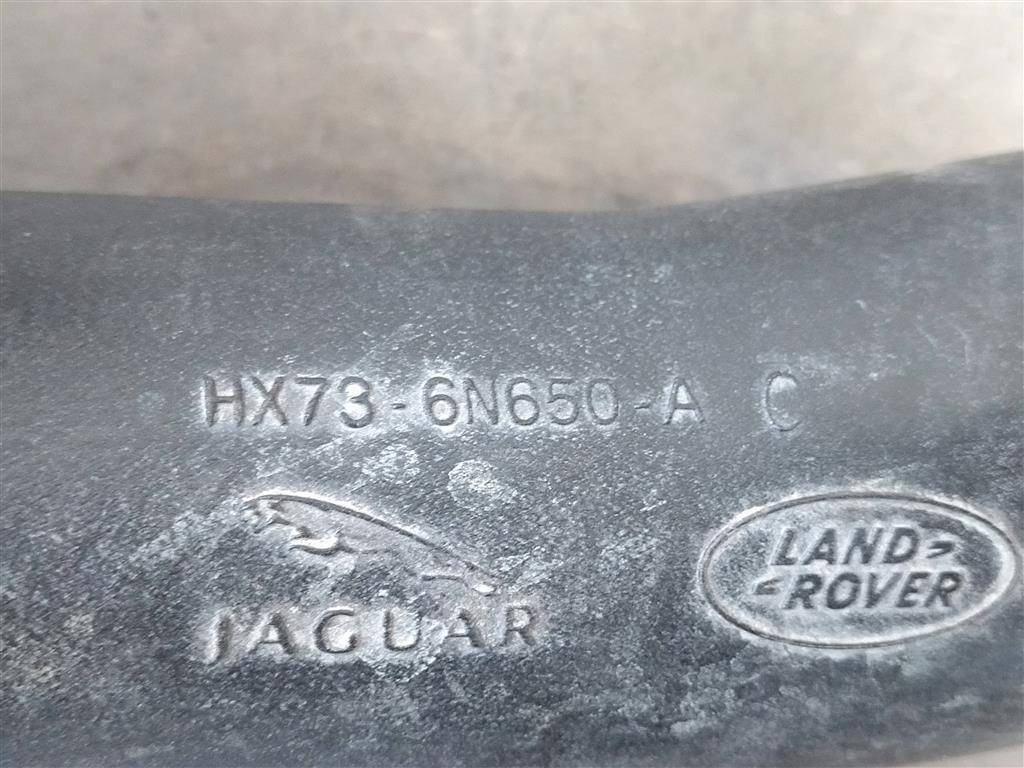 HX73-6N650-A C
JAGUAR
LAND
ROVER